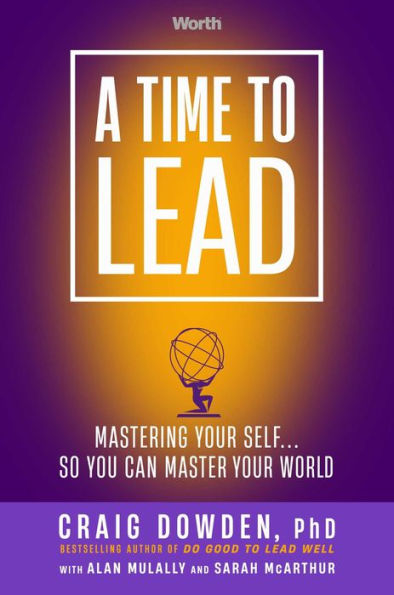 Worth
A TIME TO
LEAD
MASTERING YOUR SELF...
SO YOU CAN MASTER YOUR WORLD
CRAIG DOWDEN, PhD
BESTSELLING AUTHOR OF DO GOOD TO LEAD WELL
WITH ALAN MULALLY AND SARAH McARTHUR